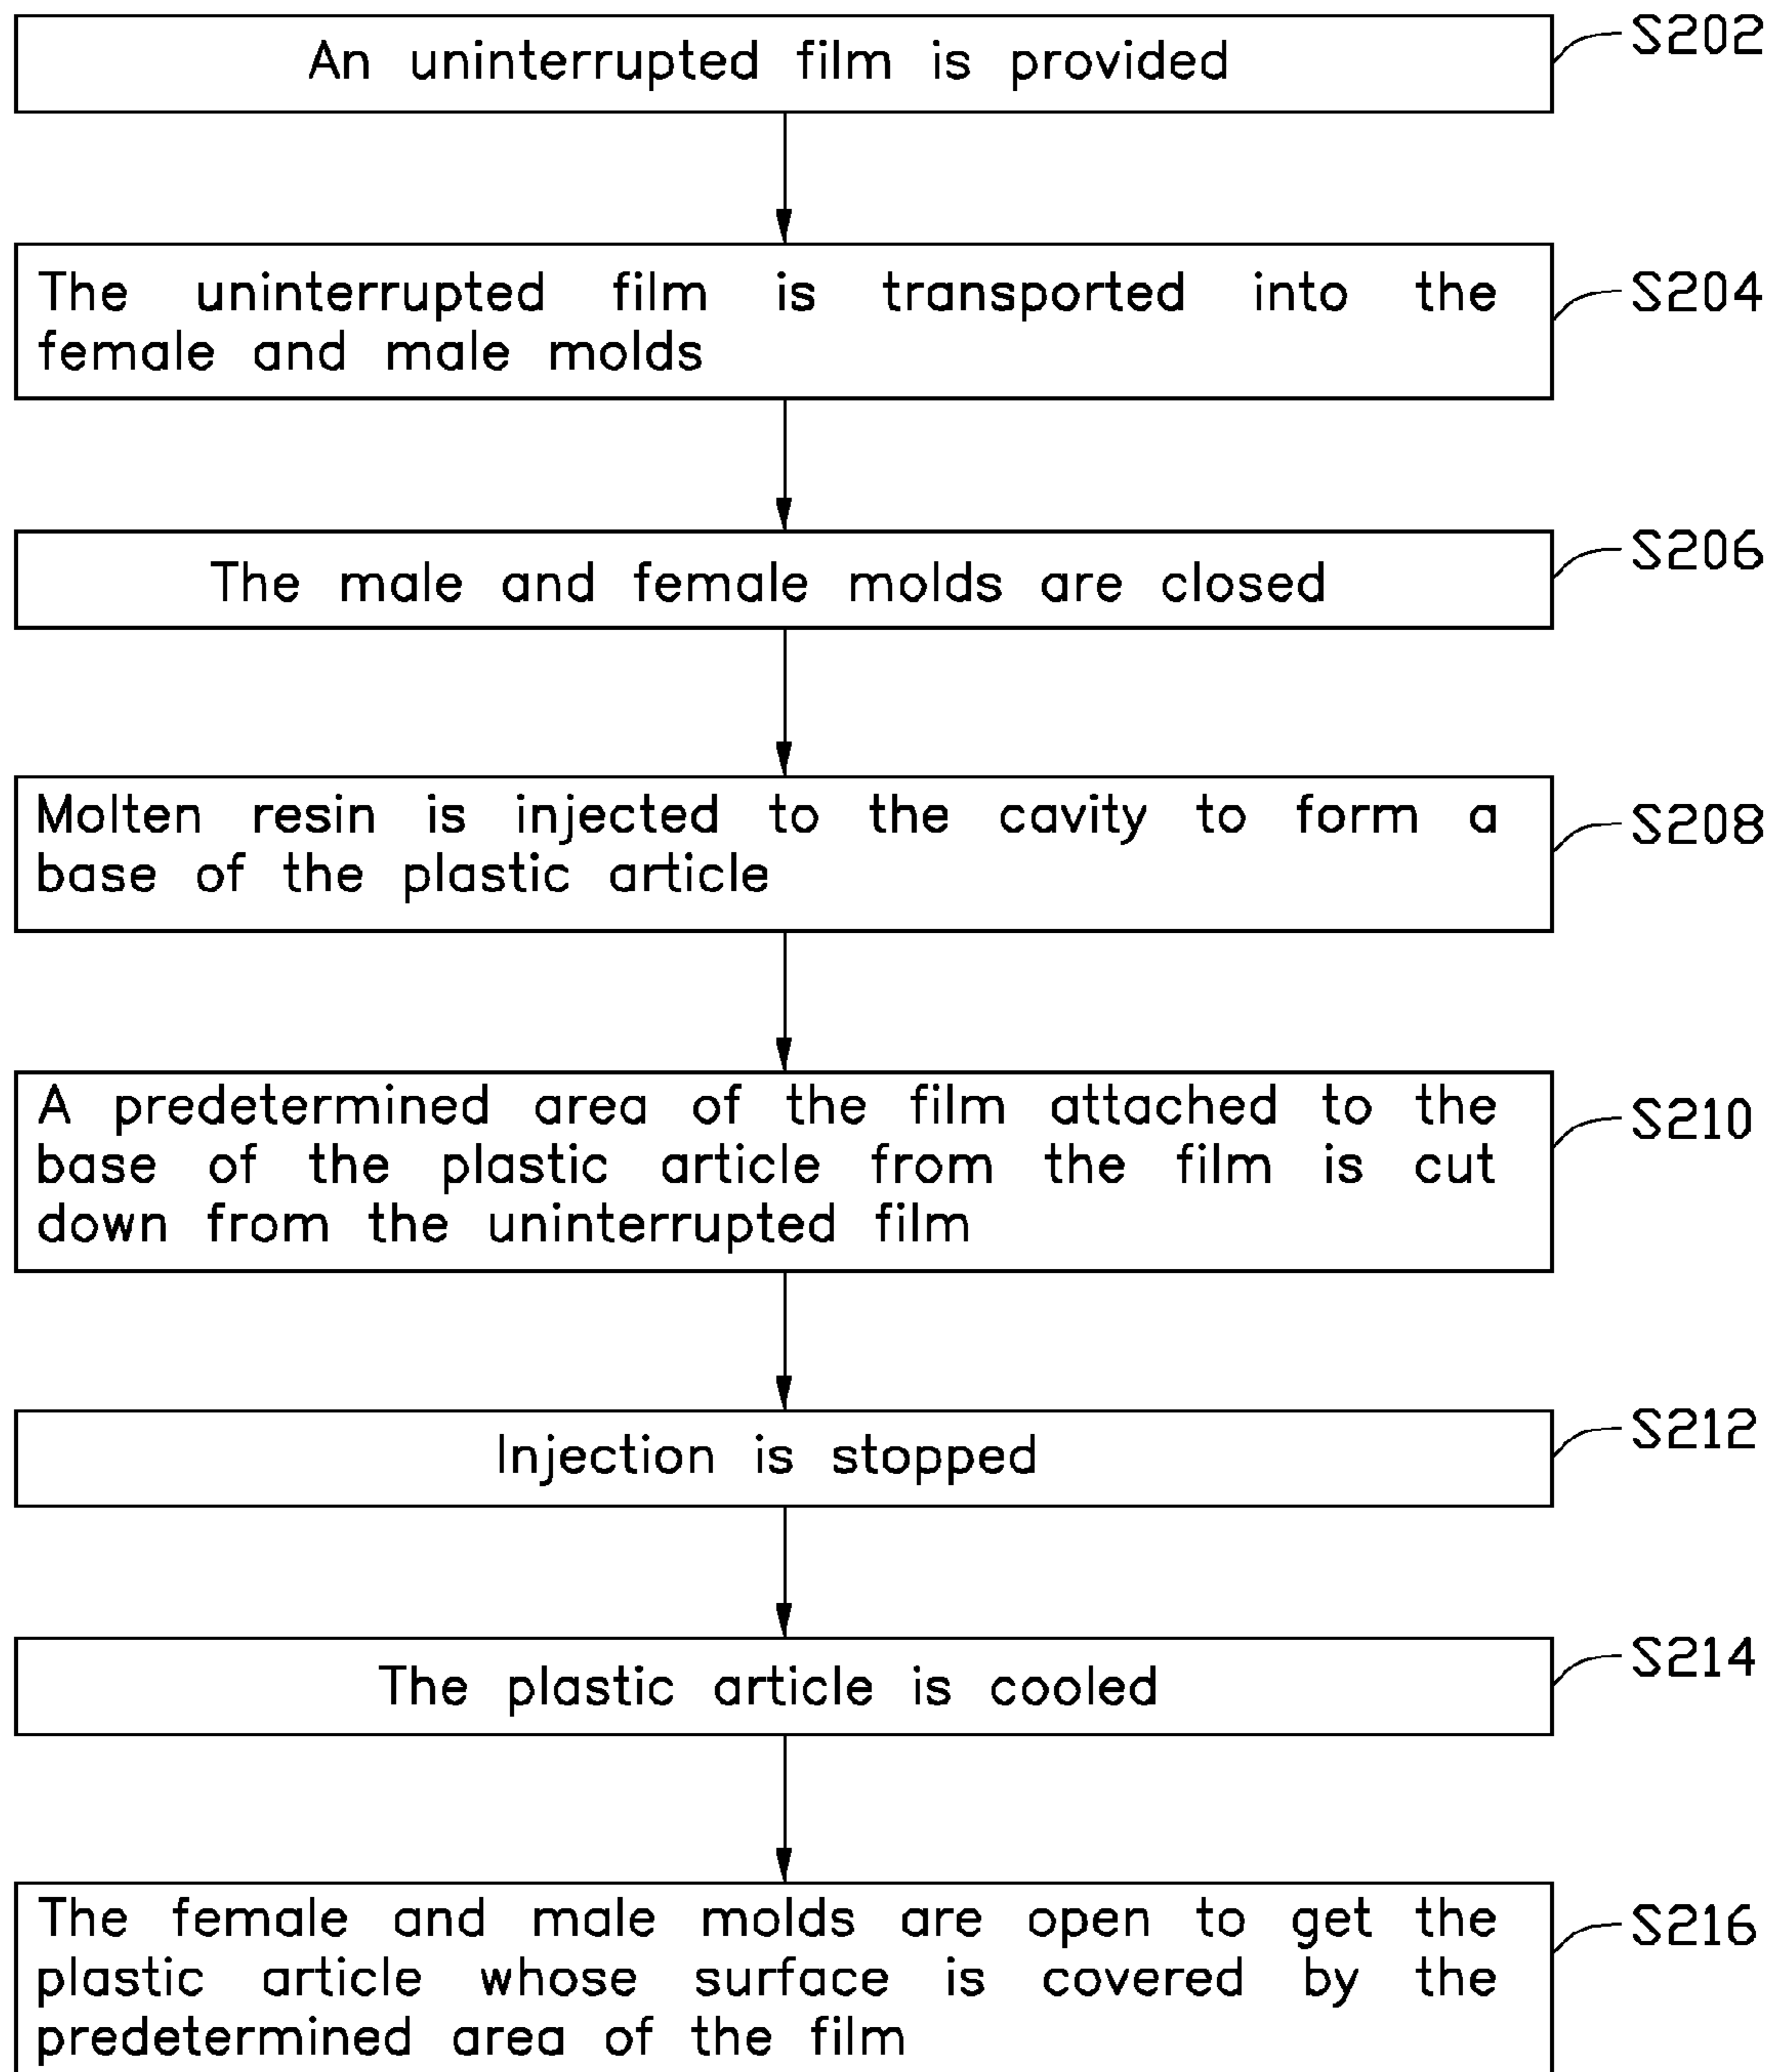 An uninterrupted film is provided
S202
The uninterrupted film is transported into the
female and male molds
S204
The male and female molds are closed
S206
Molten resin is injected to the cavity to form a
base of the plastic article
S208
A predetermined area of the film attached to the
base of the plastic article from the film is cut
down from the uninterrupted film
S210
Injection is stopped
S212
The plastic article is cooled
S214
The female and male molds are open to get the
plastic article whose surface is covered by the
predetermined area of the film
S216